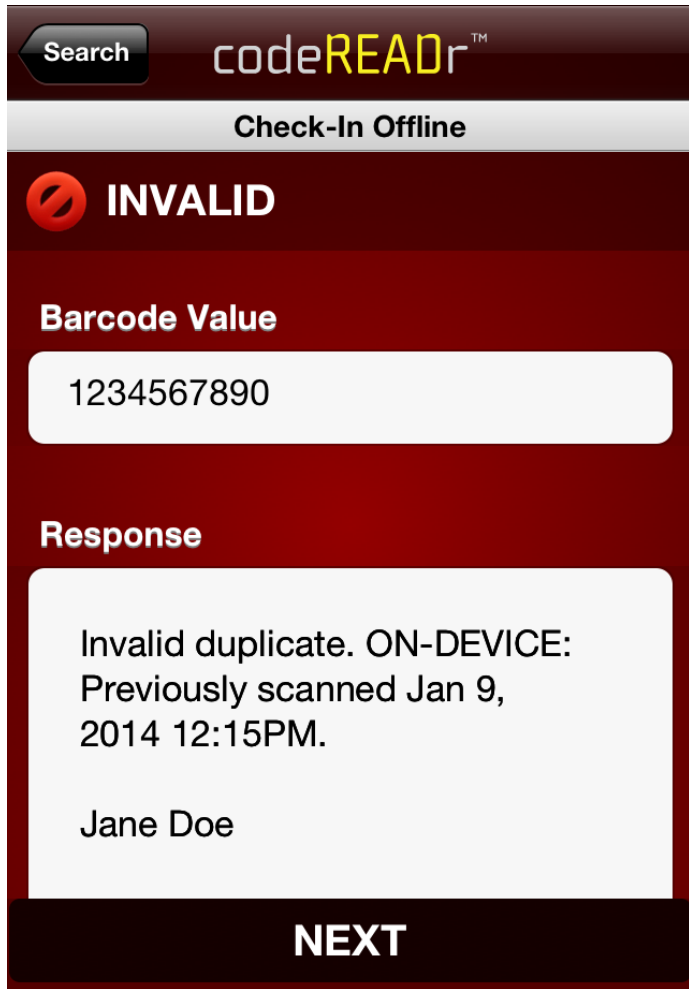 Search
codeREADr™
Check-In Offline
INVALID
Barcode Value
1234567890
Response
Invalid duplicate. ON-DEVICE:
Previously scanned Jan 9,
2014 12:15PM.
Jane Doe
NEXT